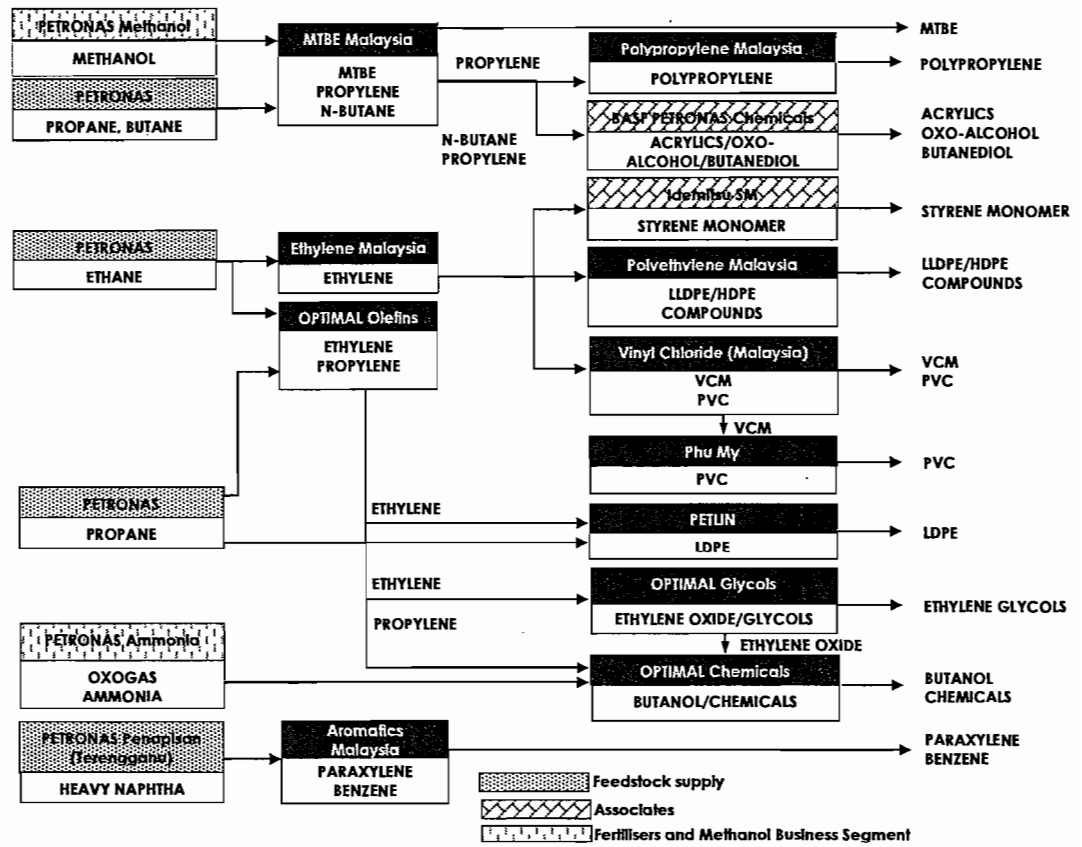 PETRONAS Methanol
METHANOL
PETRONAS
PROPANE, BUTANE
MTBE Malaysia
MTBE
PROPYLENE
N-BUTANE
MTBE
PROPYLENE
Polypropylene Malaysia
POLYPROPYLENE
POLYPROPYLENE
N-BUTANE
PROPYLENE
BASF PETRONAS Chemicals
ACRYLICS/OXO-
ALCOHOL/BUTANEDIOL
ACRYLICS
OXO-ALCOHOL
BUTANEDIOL
Idemitsu SM
STYRENE MONOMER
STYRENE MONOMER
PETRONAS
ETHANE
Ethylene Malaysia
ETHYLENE
Polyethylene Malaysia
LLDPE/HDPE
COMPOUNDS
LLDPE/HDPE
COMPOUNDS
OPTIMAL Olefins
ETHYLENE
PROPYLENE
Vinyl Chloride (Malaysia)
VCM
PVC
VCM
PVC
VCM
Phu My
PVC
PVC
PETRONAS
PROPANE
ETHYLENE
PETLIN
LDPE
LDPE
ETHYLENE
OPTIMAL Glycols
ETHYLENE OXIDE/GLYCOLS
ETHYLENE GLYCOLS
PROPYLENE
ETHYLENE OXIDE
PETRONAS Ammonia
OXOGAS
AMMONIA
OPTIMAL Chemicals
BUTANOL/CHEMICALS
BUTANOL
CHEMICALS
PETRONAS Penapisan
(Terengganu)
HEAVY NAPHTHA
Aromatics
Malaysia
PARAXYLENE
BENZENE
PARAXYLENE
BENZENE
Feedstock supply
Associates
Fertilisers and Methanol Business Segment